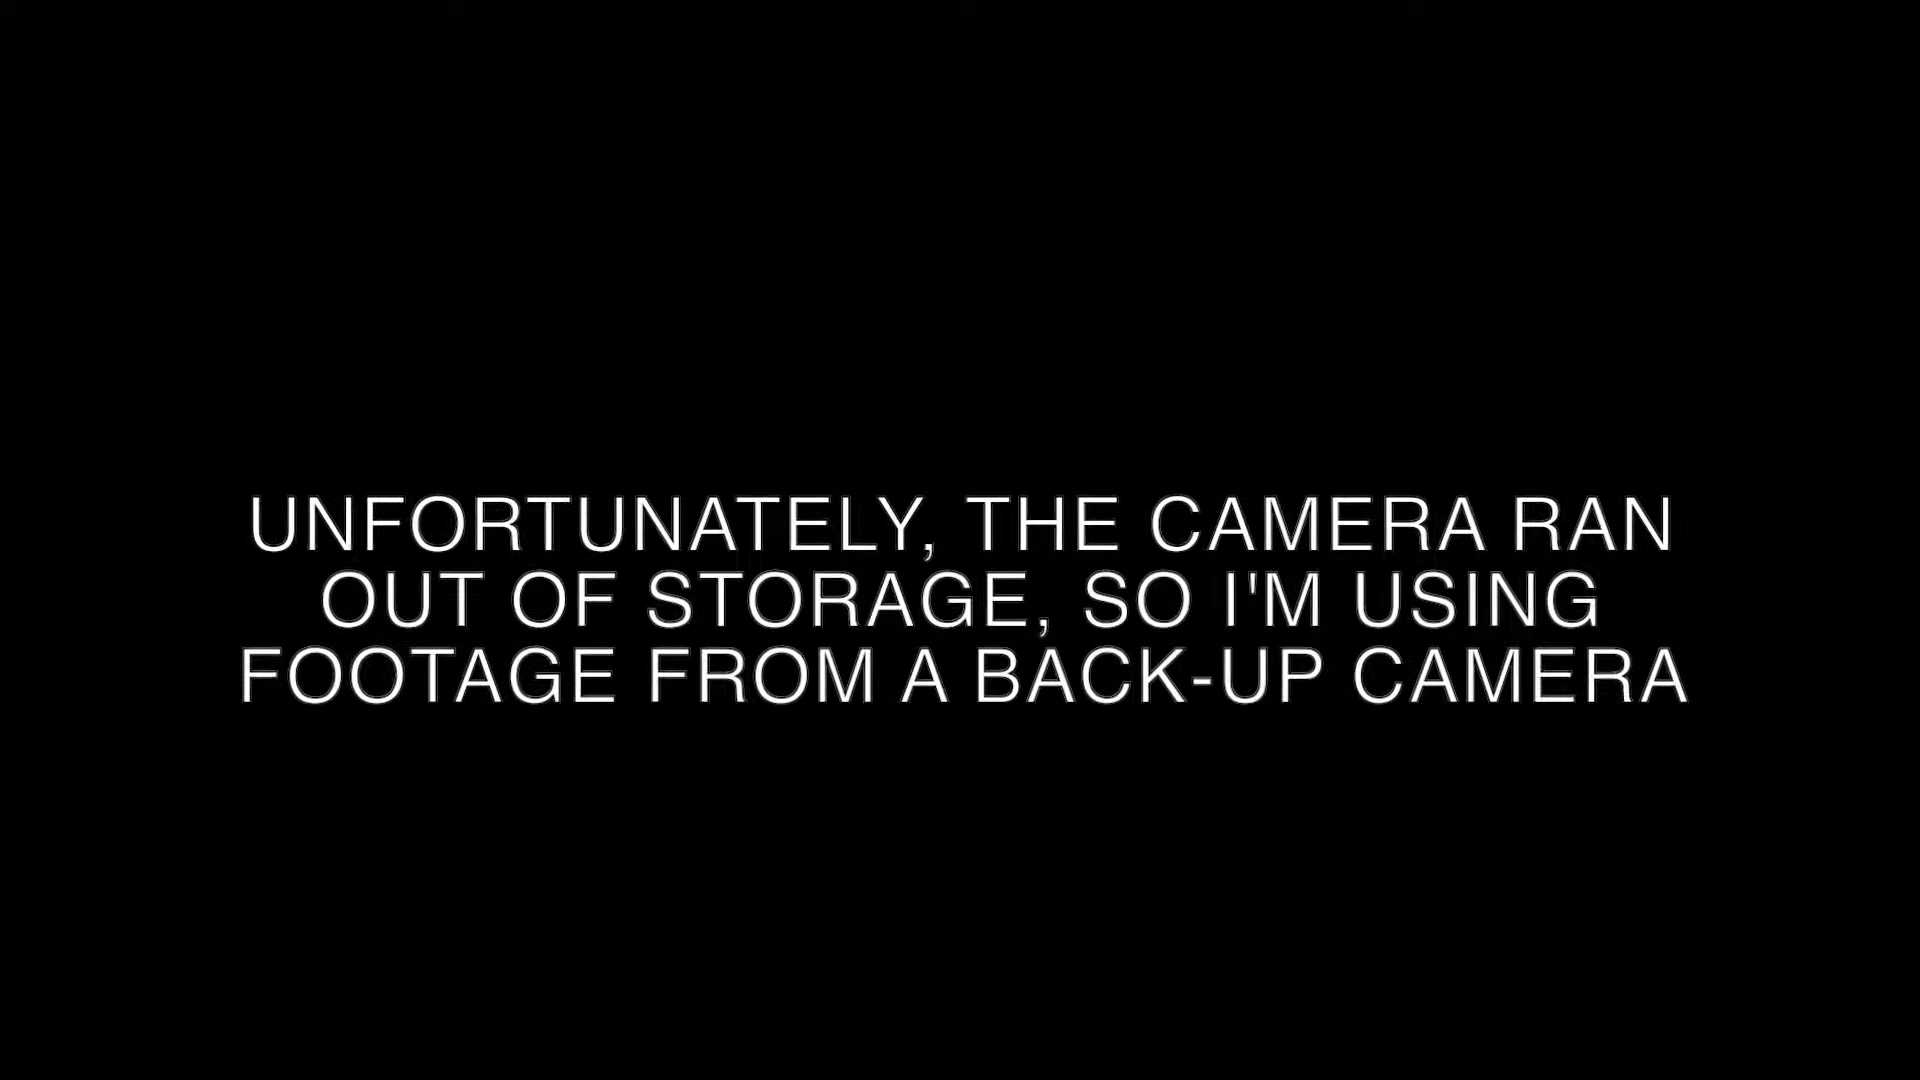 UNFORTUNATELY, THE CAMERA RAN
OUT OF STORAGE, SO I'M USING
FOOTAGE FROM A BACK-UP CAMERA